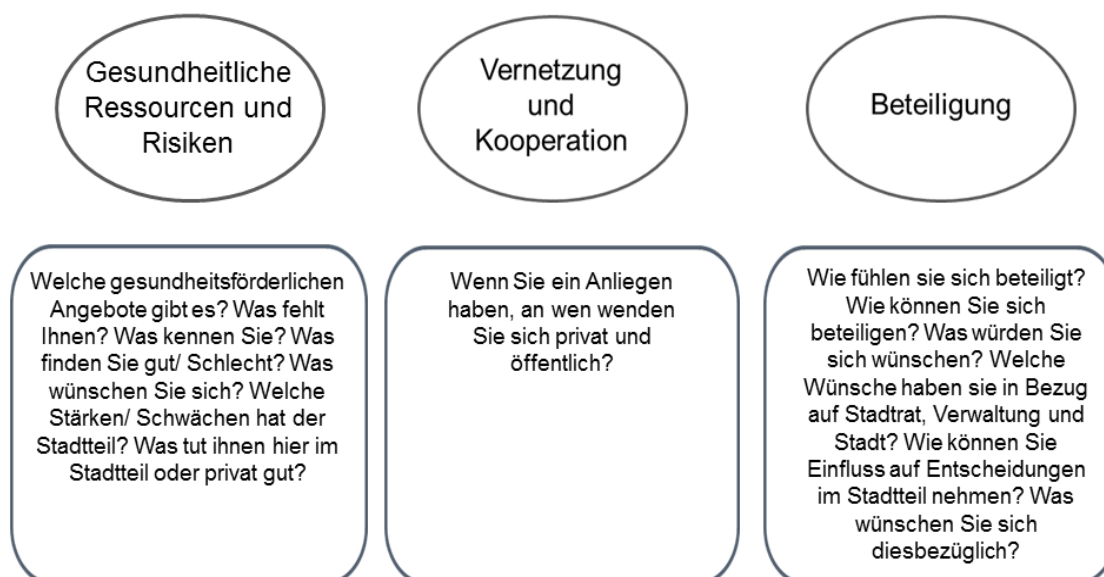 Gesundheitliche
Ressourcen und
Risiken
Vernetzung
und
Kooperation
Beteiligung
Welche gesundheitsförderlichen
Angebote gibt es? Was fehlt
Ihnen? Was kennen Sie? Was
finden Sie gut/ Schlecht? Was
wünschen Sie sich? Welche
Stärken/ Schwächen hat der
Stadtteil? Was tut ihnen hier im
Stadtteil oder privat gut?
Wenn Sie ein Anliegen
haben, an wen wenden
Sie sich privat und
öffentlich?
Wie fühlen sie sich beteiligt?
Wie können Sie sich
beteiligen? Was würden Sie
sich wünschen? Welche
Wünsche haben sie in Bezug
auf Stadtrat, Verwaltung und
Stadt? Wie können Sie
Einfluss auf Entscheidungen
im Stadtteil nehmen? Was
wünschen Sie sich
diesbezüglich?